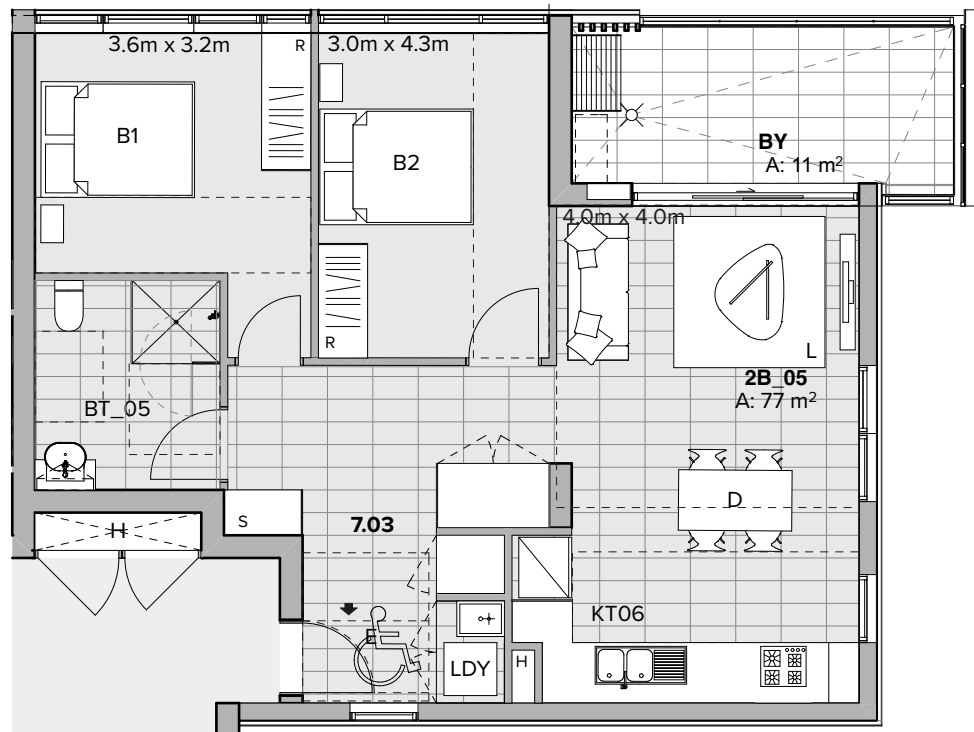 3.6m x 3.2m
R
3.0m x 4.3m
B1
B2
BY
A: 11 m²
4.0m x 4.0m
R
L
2B_05
A: 77 m²
BT_05
D
S
7.03
H
KT06
H
LDY